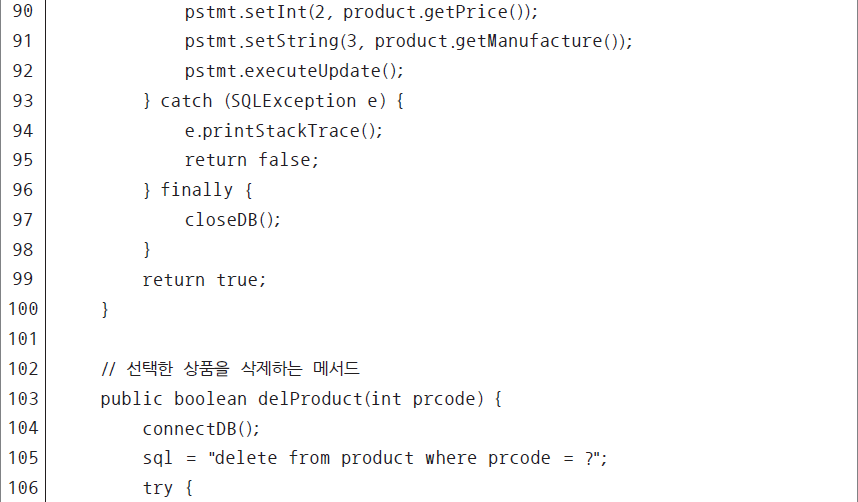 90 pstmt.setInt(2, product.getPrice());
91 pstmt.setString(3, product.getManufacture());
92 pstmt.executeUpdate();
93 } catch (SQLException e) {
94 e.printStackTrace();
95 return false;
96 } finally {
97 closeDB();
98 }
99 return true;
100 }
101
102 // 선택한 상품을 삭제하는 메서드
103 public boolean delProduct(int prcode) {
104 connectDB();
105 sql = "delete from product where prcode = ?";
106 try {